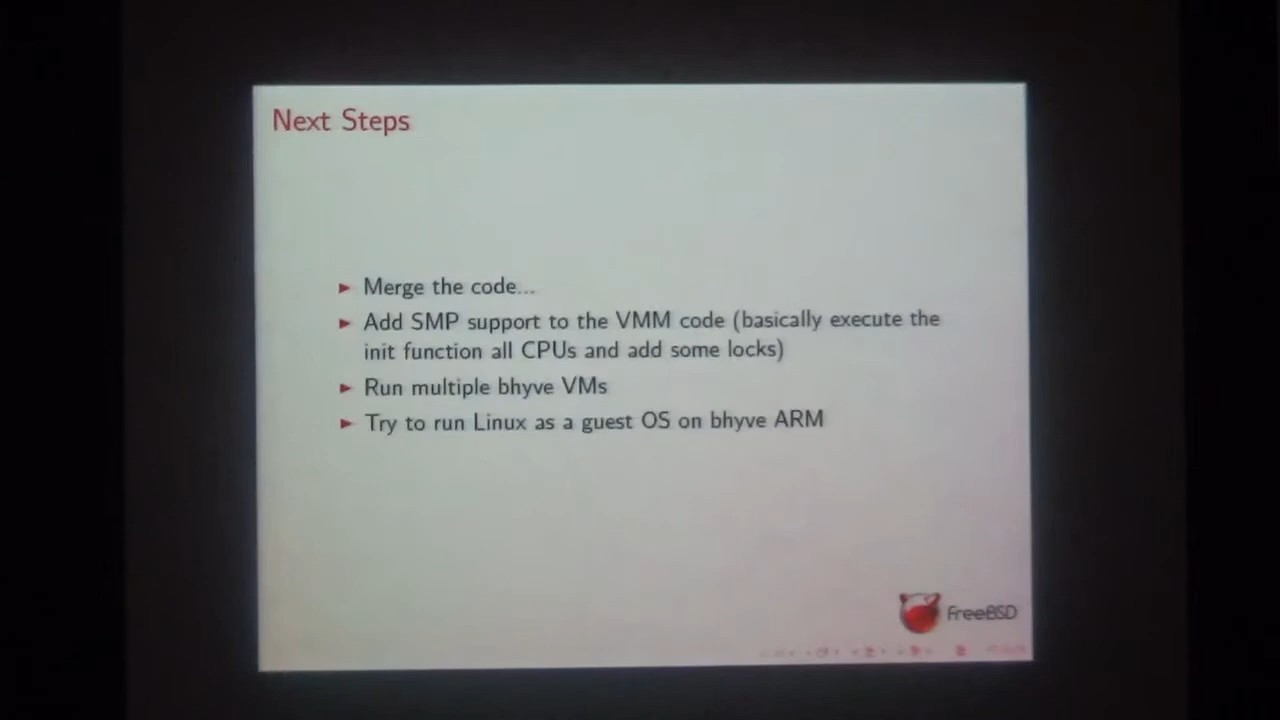 Next Steps
Merge the code...
Add SMP support to the VMM code (basically execute the
init function all CPUs and add some locks)
Run multiple bhyve VMs
Try to run Linux as a guest OS on bhyve ARM
FreeBSD